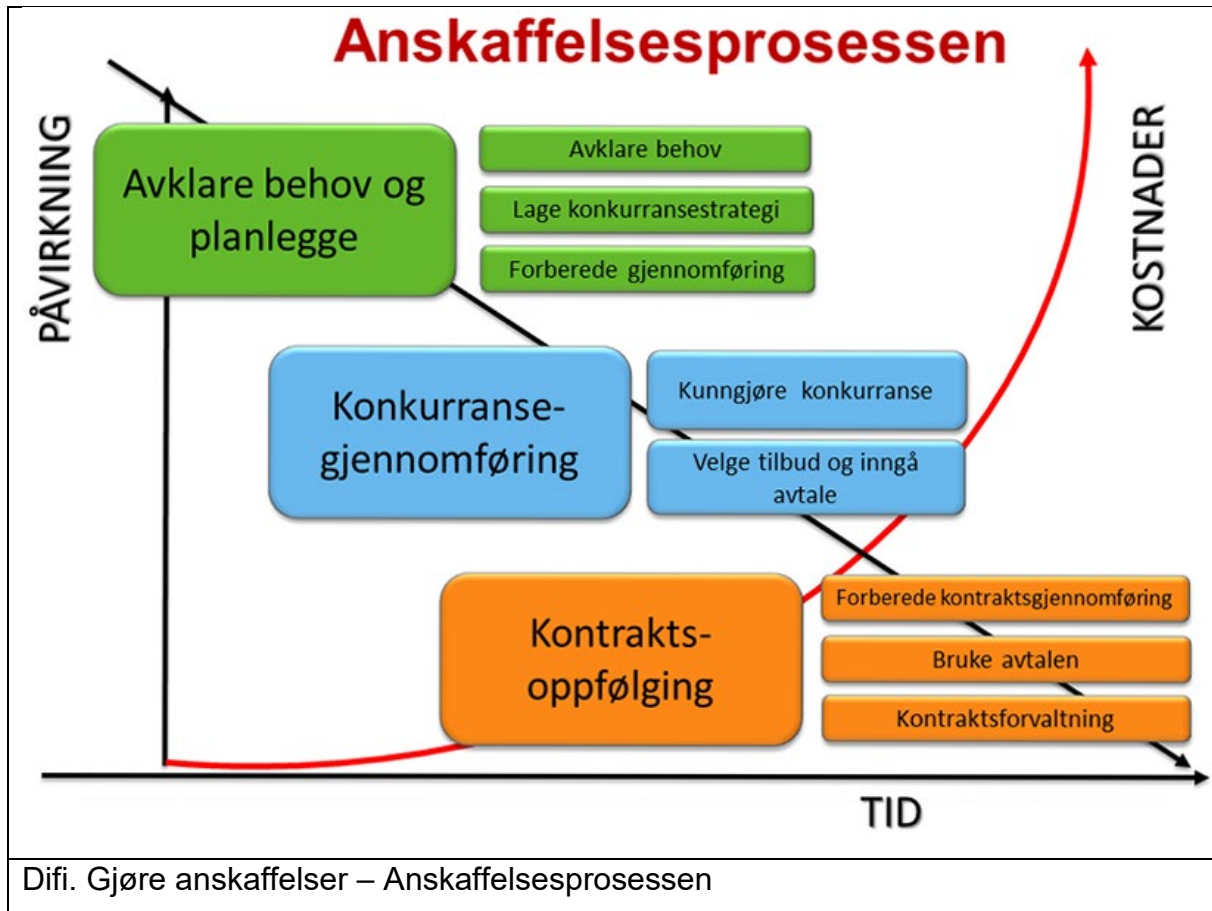 Anskaffelsesprosessen
PÅVIRKNING
KOSTNADER
Avklare behov og
planlegge
Avklare behov
Lage konkurransestrategi
Forberede gjennomføring
Konkurranse-
gjennomføring
Kunngjøre konkurranse
Velge tilbud og inngå
avtale
Kontrakts-
oppfølging
Forberede kontraktsgjennomføring
Bruke avtalen
Kontraktsforvaltning
TID
Difi. Gjøre anskaffelser – Anskaffelsesprosessen